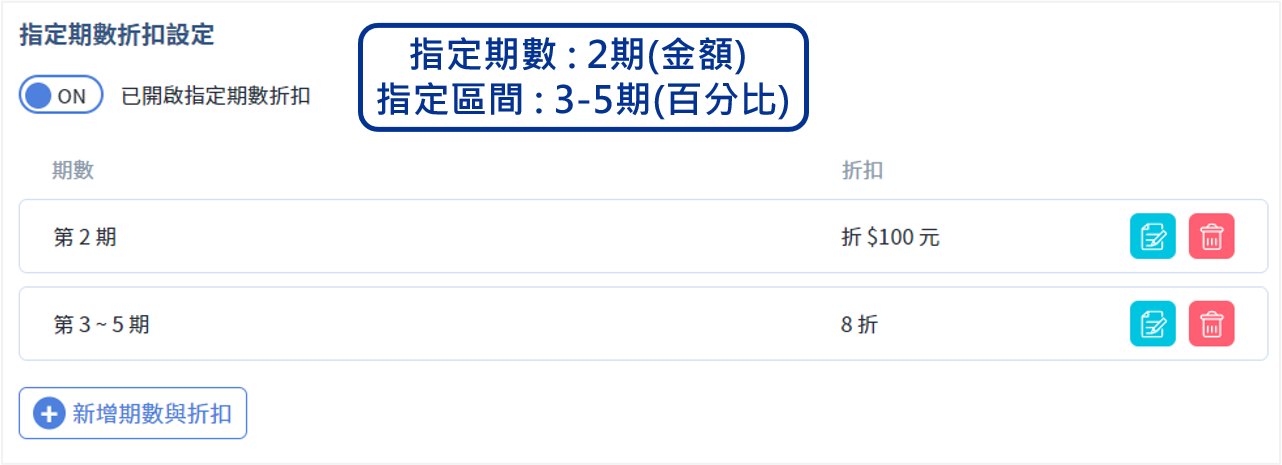 指定期數折扣設定
指定期數 : 2期(金額)
指定區間 : 3-5期(百分比)
ON 已開啟指定期數折扣
期數 折扣
第 2 期 折 $100 元
第 3 ~ 5 期 8 折
新增期數與折扣